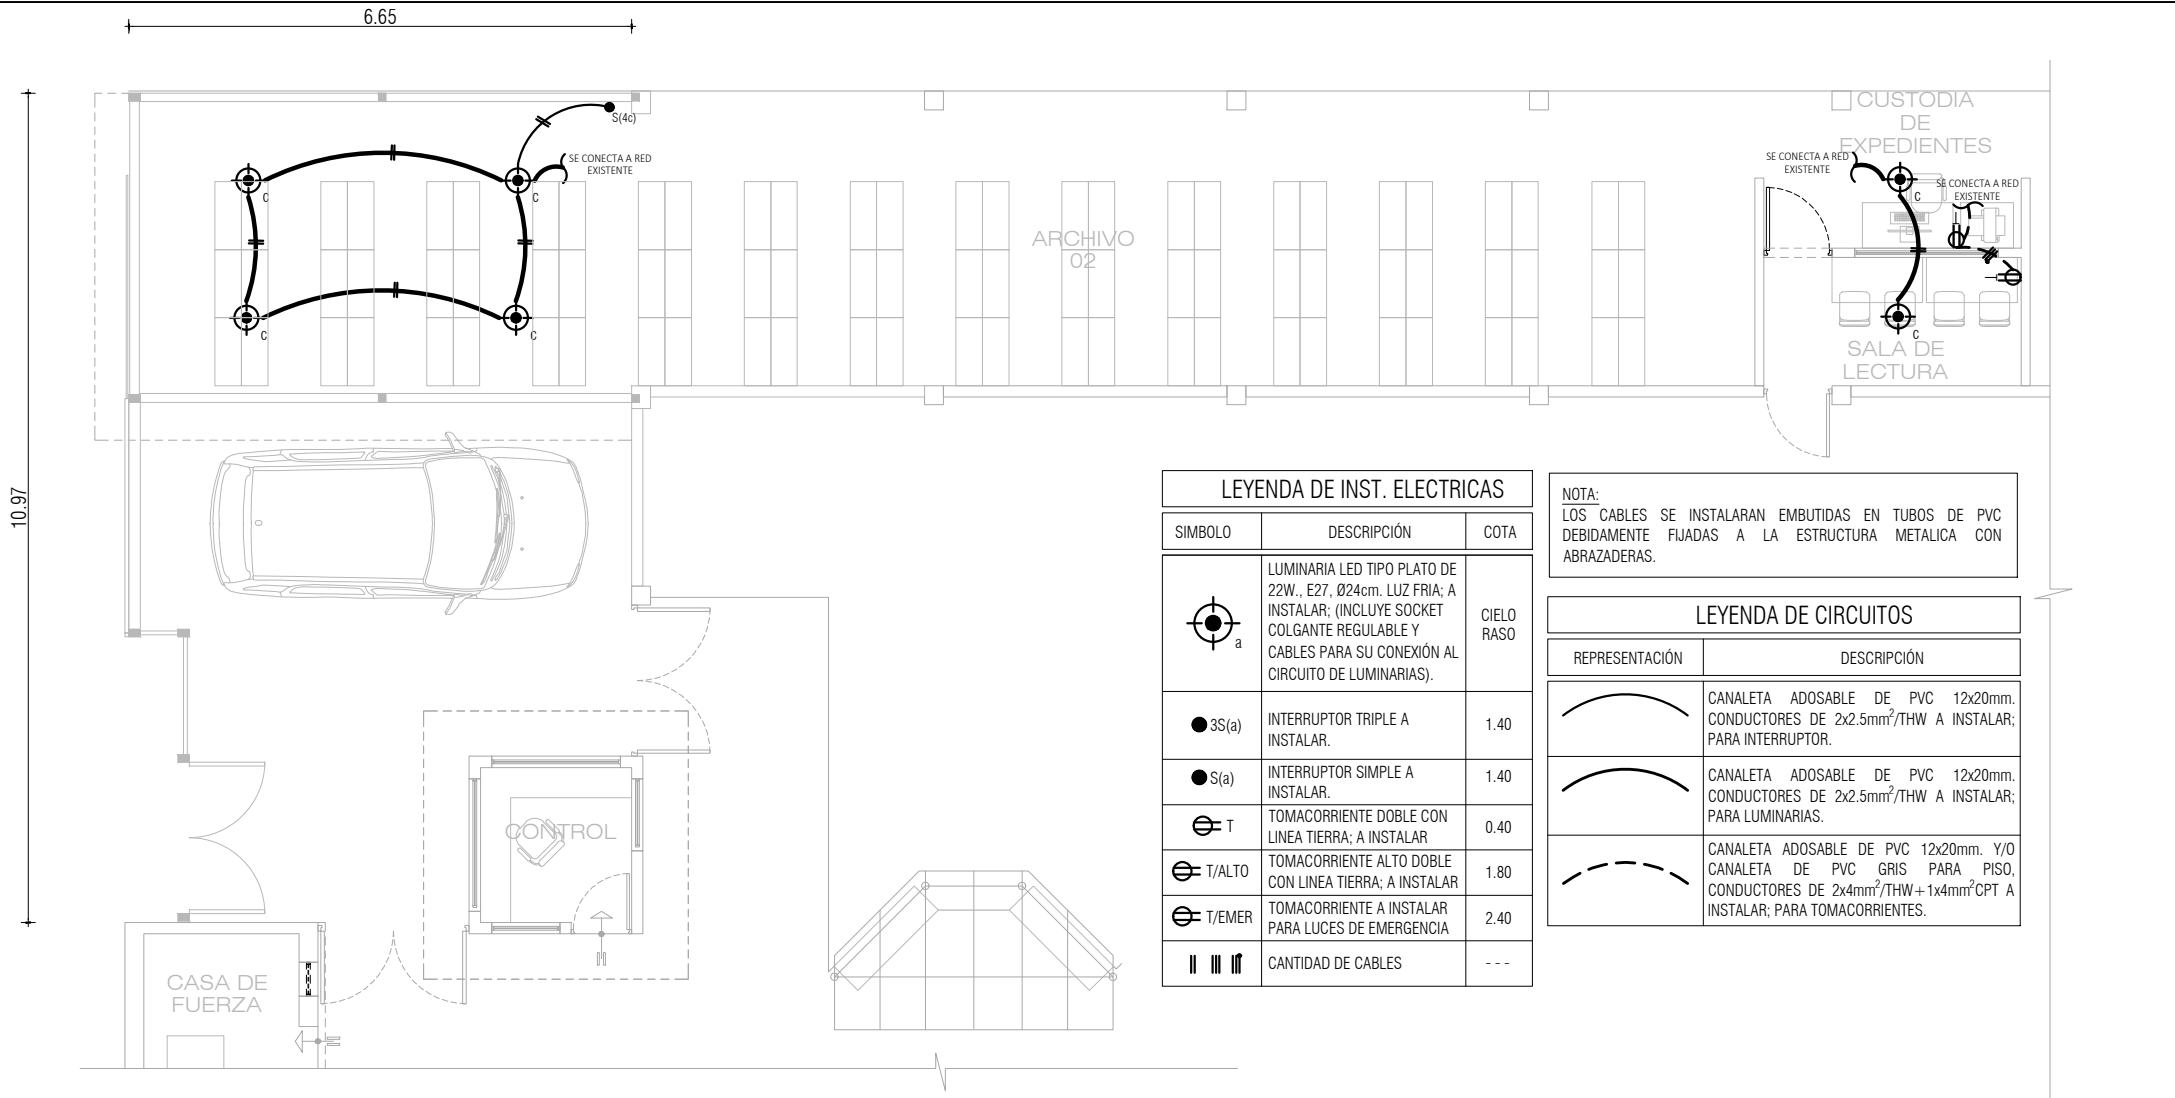 6.65
10.97
S(4c)
SE CONECTA A RED
EXISTENTE
C
C
C
C
ARCHIVO
02
CUSTODIA
DE
EXPEDIENTES
SE CONECTA A RED
EXISTENTE
SE CONECTA A RED
EXISTENTE
C
C
SALA DE
LECTURA
CONTROL
CASA DE
FUERZA
LEYENDA DE INST. ELECTRICAS
SIMBOLO DESCRIPCIÓN COTA
LUMINARIA LED TIPO PLATO DE
22W., E27, Ø24cm. LUZ FRIA; A
INSTALAR; (INCLUYE SOCKET
COLGANTE REGULABLE Y
CABLES PARA SU CONEXIÓN AL
CIRCUITO DE LUMINARIAS).
a
CIELO
RASO
3S(a)
INTERRUPTOR TRIPLE A
INSTALAR.
1.40
S(a)
INTERRUPTOR SIMPLE A
INSTALAR.
1.40
T
TOMACORRIENTE DOBLE CON
LINEA TIERRA; A INSTALAR
0.40
T/ALTO
TOMACORRIENTE ALTO DOBLE
CON LINEA TIERRA; A INSTALAR
1.80
T/EMER
TOMACORRIENTE A INSTALAR
PARA LUCES DE EMERGENCIA
2.40
CANTIDAD DE CABLES
- - -
NOTA:
LOS CABLES SE INSTALARAN EMBUTIDAS EN TUBOS DE PVC
DEBIDAMENTE FIJADAS A LA ESTRUCTURA METALICA CON
ABRAZADERAS.
LEYENDA DE CIRCUITOS
REPRESENTACIÓN DESCRIPCIÓN
CANALETA ADOSABLE DE PVC 12x20mm.
CONDUCTORES DE 2x2.5mm²/THW A INSTALAR;
PARA INTERRUPTOR.
CANALETA ADOSABLE DE PVC 12x20mm.
CONDUCTORES DE 2x2.5mm²/THW A INSTALAR;
PARA LUMINARIAS.
CANALETA ADOSABLE DE PVC 12x20mm. Y/O
CANALETA DE PVC GRIS PARA PISO,
CONDUCTORES DE 2x4mm²/THW+1x4mm²CPT A
INSTALAR; PARA TOMACORRIENTES.